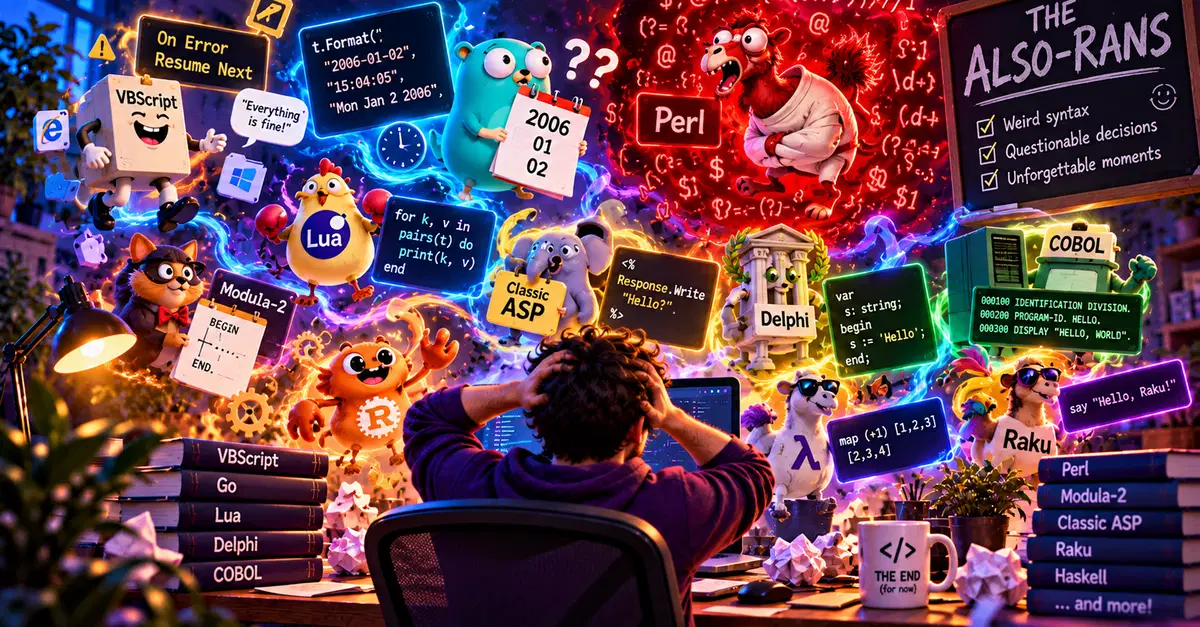 On Error
Resume Next
VBScript
"Everything
is fine!"
t.Format("
"2006-01-02",
"15:04:05",
"Mon Jan 2 2006".
??
2006
01
02
Perl
THE
ALSO-RANS
Weird syntax
Questionable decisions
Unforgettable moments
Lua
for k, v in
pairs(t) do
print(k, v)
end
Classic
ASP
<%
Response.Write
"Hello?".
%>
Delphi
var
s: string;
begin
s := 'Hello';
end;
COBOL
000100 IDENTIFICATION DIVISION.
000200 PROGRAM-ID. HELLO.
000300 DISPLAY "HELLO, WORLD".
Modula-2
BEGIN
END.
R
λ
map (+1) [1,2,3]
[2,3,4]
Raku
say "Hello, Raku!"
VBScript
Go
Lua
Delphi
COBOL
</>
THE END
(for now)
Perl
Modula-2
Classic ASP
Raku
Haskell
... and more!